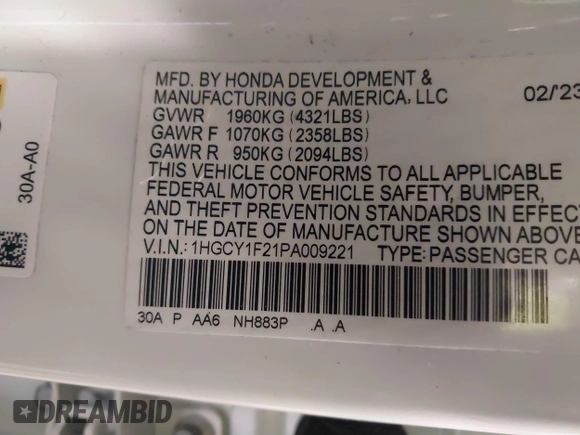 MFD. BY HONDA DEVELOPMENT &
MANUFACTURING OF AMERICA, LLC 02/'23
GVWR 1960KG (4321LBS)
GAWR F 1070KG (2358LBS)
GAWR R 950KG (2094LBS)
THIS VEHICLE CONFORMS TO ALL APPLICABLE
FEDERAL MOTOR VEHICLE SAFETY, BUMPER,
AND THEFT PREVENTION STANDARDS IN EFFECT
ON THE DATE OF MANUFACTURE SHOWN ABOVE
V.I.N.: 1HGCY1F21PA009221 TYPE: PASSENGER CA
30A P AA6 NH883P .A .A
30A-A0
DREAMBID